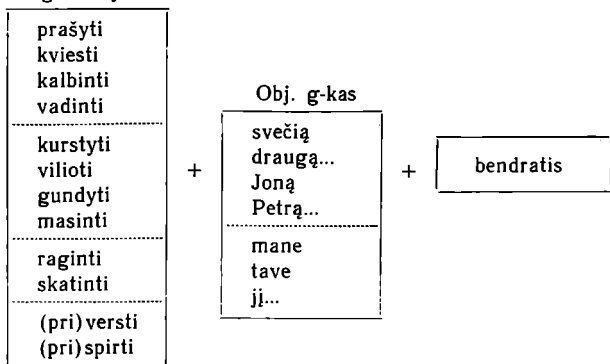 prašyti
kviesti
kalbinti
vadinti
kurstyti
vilioti
gundyti
masinti
raginti
skatinti
(pri)versti
(pri)spirti
+
Obj. g-kas
svečią
draugą...
Joną
Petrą...
mane
tave
jį...
+
bendratis